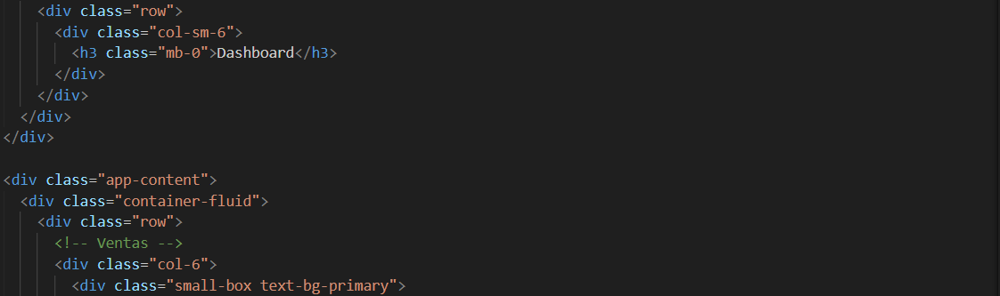 <div class="row">
<div class="col-sm-6">
<h3 class="mb-0">Dashboard</h3>
</div>
</div>
</div>
</div>
<div class="app-content">
<div class="container-fluid">
<div class="row">
<!-- Ventas -->
<div class="col-6">
<div class="small-box text-bg-primary">